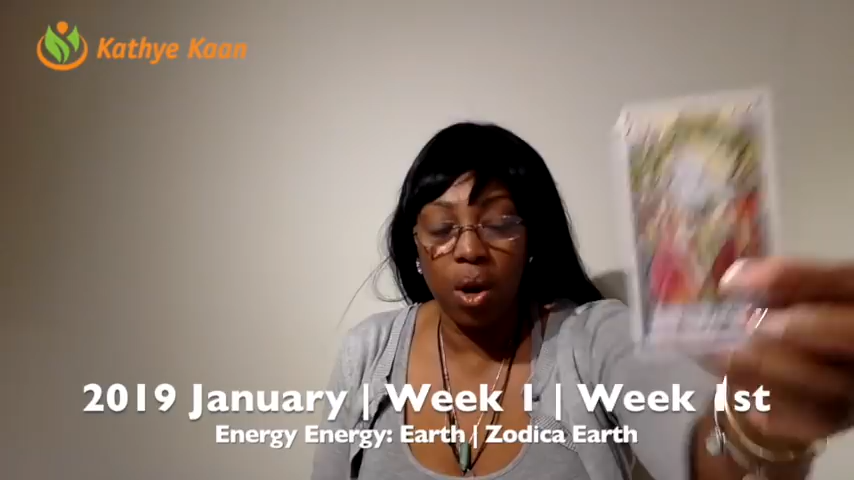 Kathye Kaan
2019 January | Week 1 | Week 1st
Energy Energy: Earth | Zodica Earth